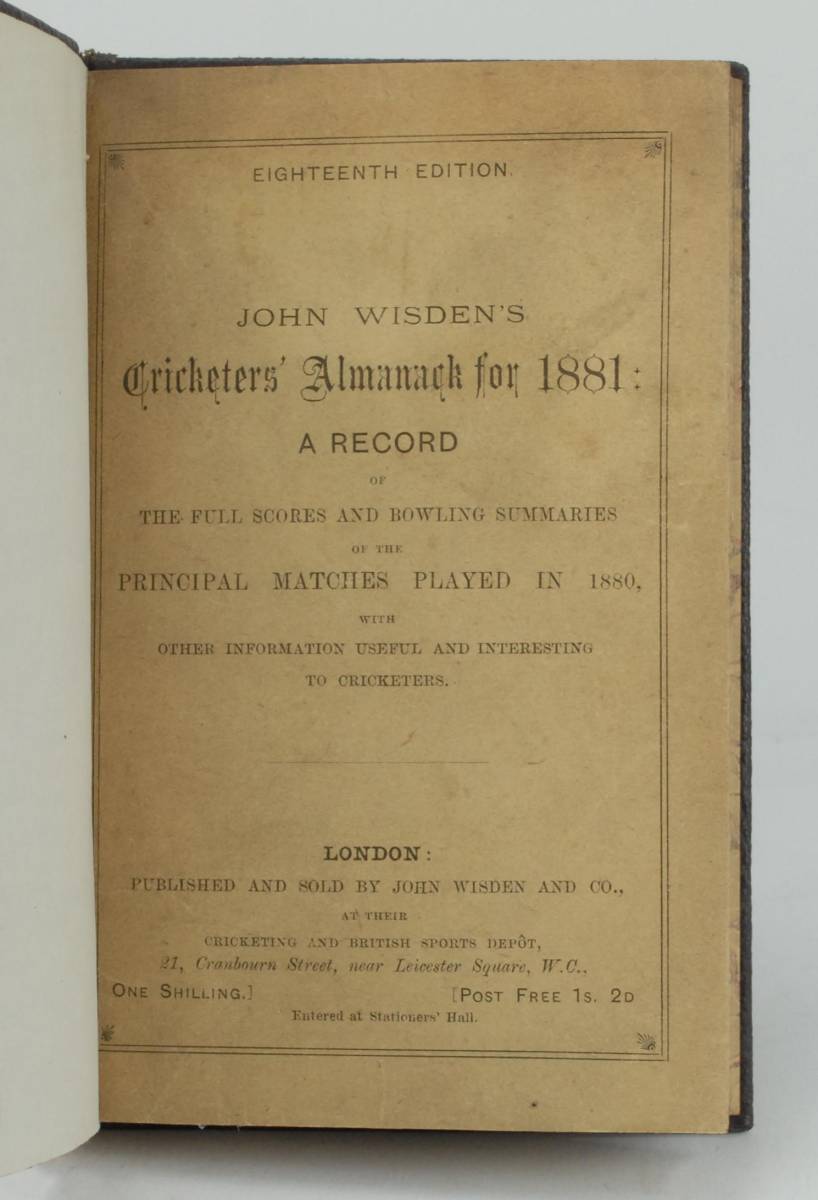 EIGHTEENTH EDITION.
JOHN WISDEN'S
Cricketers' Almanack for 1881:
A RECORD
OF
THE FULL SCORES AND BOWLING SUMMARIES
OF THE
PRINCIPAL MATCHES PLAYED IN 1880,
WITH
OTHER INFORMATION USEFUL AND INTERESTING
TO CRICKETERS.
LONDON:
PUBLISHED AND SOLD BY JOHN WISDEN AND CO.,
AT THEIR
CRICKETING AND BRITISH SPORTS DEPÔT,
21, Cranbourn Street, near Leicester Square, W.C..
ONE SHILLING.] [POST FREE 1S. 2D
Entered at Stationers' Hall.